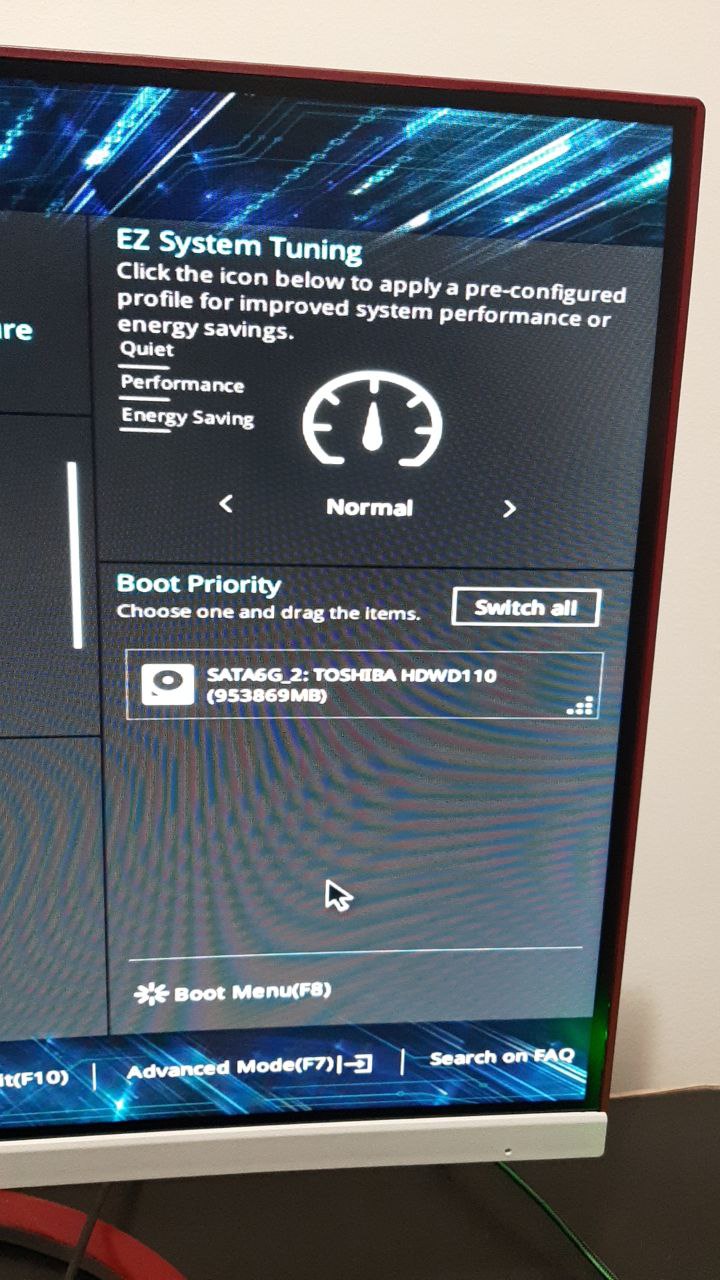 EZ System Tuning
Click the icon below to apply a pre-configured
profile for improved system performance or
energy savings.
Quiet
Performance
Energy Saving
Normal
Boot Priority
Choose one and drag the items.
Switch all
SATA6G_2: TOSHIBA HDWD110
(953869MB)
Boot Menu(F8)
it(F10)
Advanced Mode(F7)
Search on FAQ